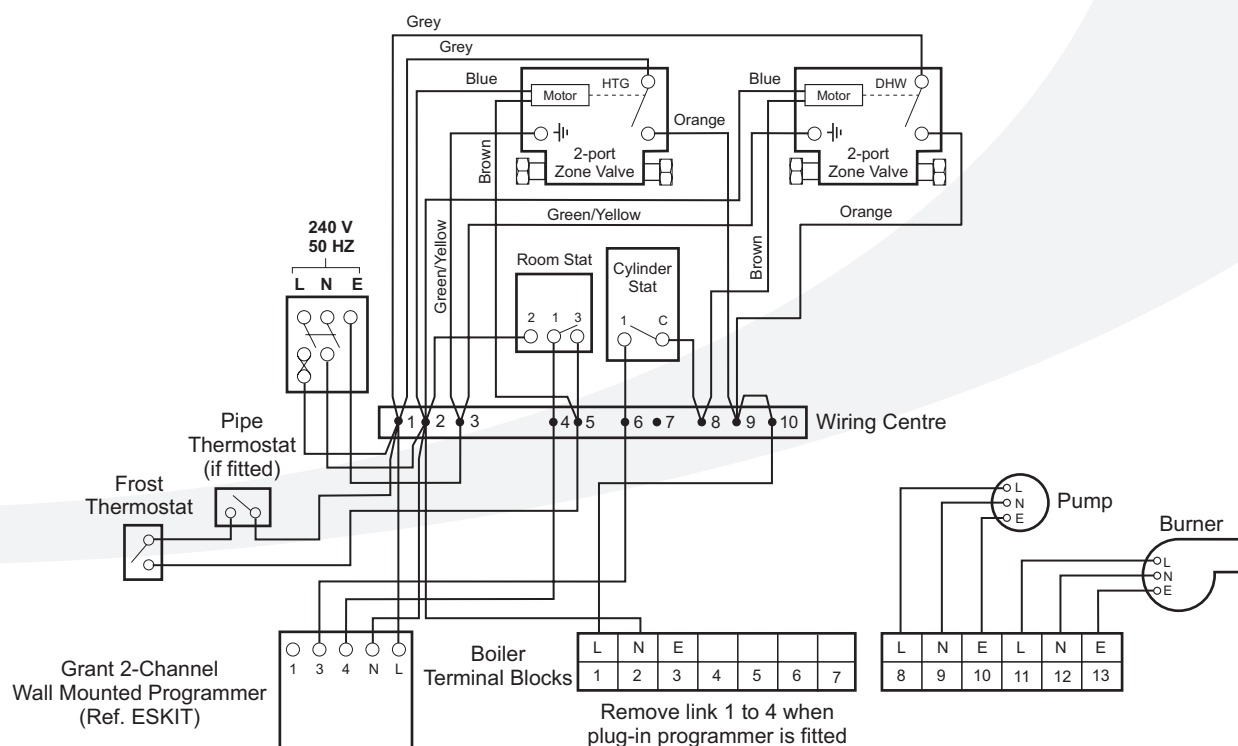 Grey
Grey
Blue
Motor
HTG
Orange
2-port
Zone Valve
Brown
Blue
Motor
DHW
2-port
Zone Valve
Orange
Green/Yellow
Green/Yellow
Brown
240 V
50 HZ
L N E
Room Stat
2 1 3
Cylinder
Stat
1 C
1 2 3 4 5 6 7 8 9 10
Wiring Centre
Pipe
Thermostat
(if fitted)
Frost
Thermostat
L
N
E
Pump
Burner
L
N
E
1 3 4 N L
Grant 2-Channel
Wall Mounted Programmer
(Ref. ESKIT)
Boiler
Terminal Blocks
L N E
1 2 3 4 5 6 7
L N E L N E
8 9 10 11 12 13
Remove link 1 to 4 when
plug-in programmer is fitted